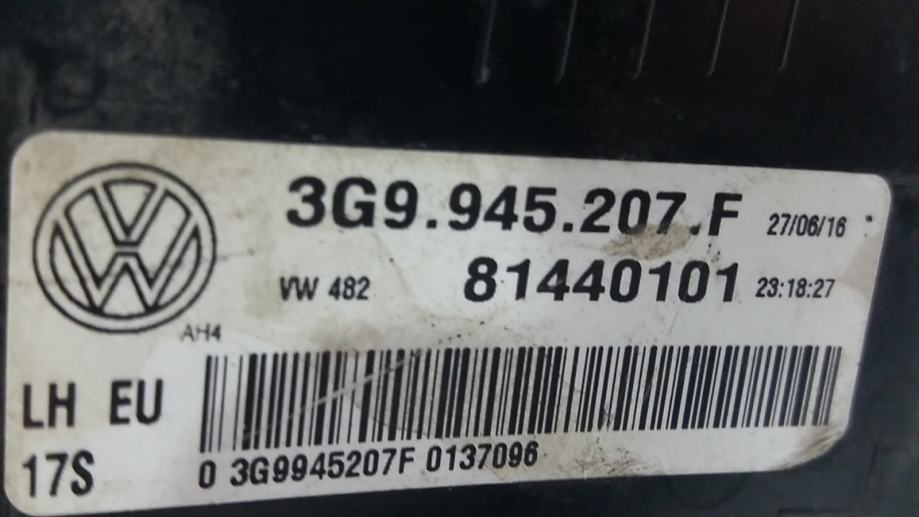 3G9.945.207.F 27/06/16
VW 482 81440101 23:18:27
AH4
LH EU
17S
0 3G9945207F 0137096